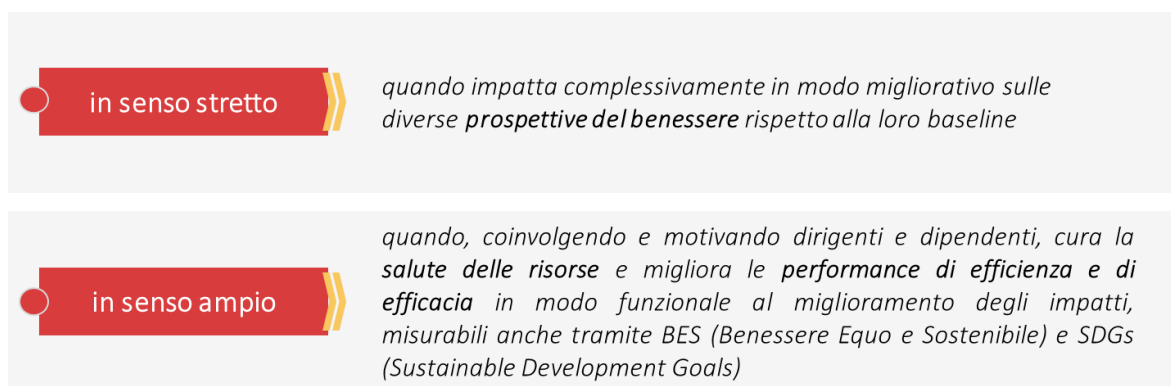 in senso stretto
quando impatta complessivamente in modo migliorativo sulle
diverse prospettive del benessere rispetto alla loro baseline
in senso ampio
quando, coinvolgendo e motivando dirigenti e dipendenti, cura la
salute delle risorse e migliora le performance di efficienza e di
efficacia in modo funzionale al miglioramento degli impatti,
misurabili anche tramite BES (Benessere Equo e Sostenibile) e SDGs
(Sustainable Development Goals)